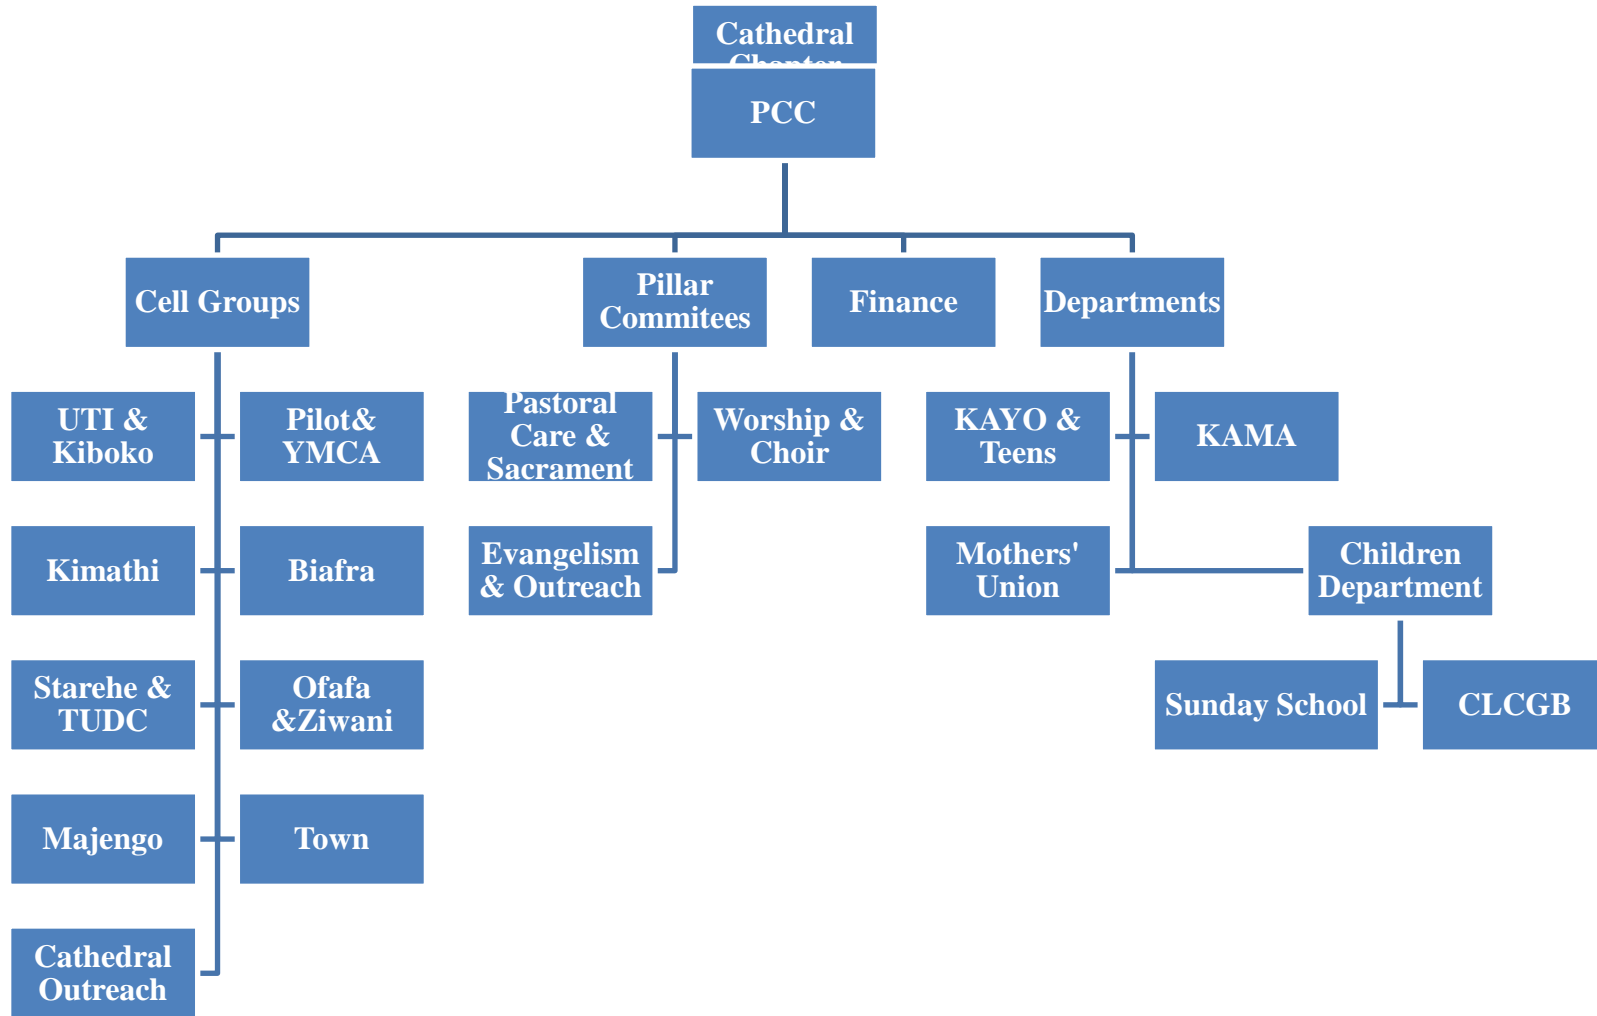 Cathedral
Chapter
PCC
Cell Groups
Pillar
Commitees
Finance
Departments
UTI &
Kiboko
Pilot&
YMCA
Pastoral
Care &
Sacrament
Worship &
Choir
KAYO &
Teens
KAMA
Kimathi
Biafra
Evangelism
& Outreach
Mothers'
Union
Children
Department
Starehe &
TUDC
Ofafa
&Ziwani
Sunday School
CLCGB
Majengo
Town
Cathedral
Outreach